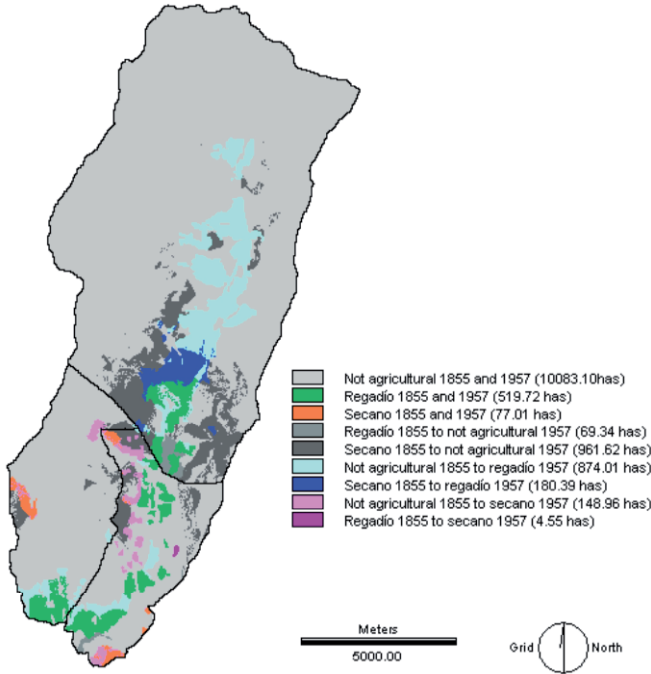 Not agricultural 1855 and 1957 (10083.10has)
Regadío 1855 and 1957 (519.72 has)
Secano 1855 and 1957 (77.01 has)
Regadío 1855 to not agricultural 1957 (69.34 has)
Secano 1855 to not agricultural 1957 (961.62 has)
Not agricultural 1855 to regadío 1957 (874.01 has)
Secano 1855 to regadío 1957 (180.39 has)
Not agricultural 1855 to secano 1957 (148.96 has)
Regadío 1855 to secano 1957 (4.55 has)
Meters
5000.00
Grid North